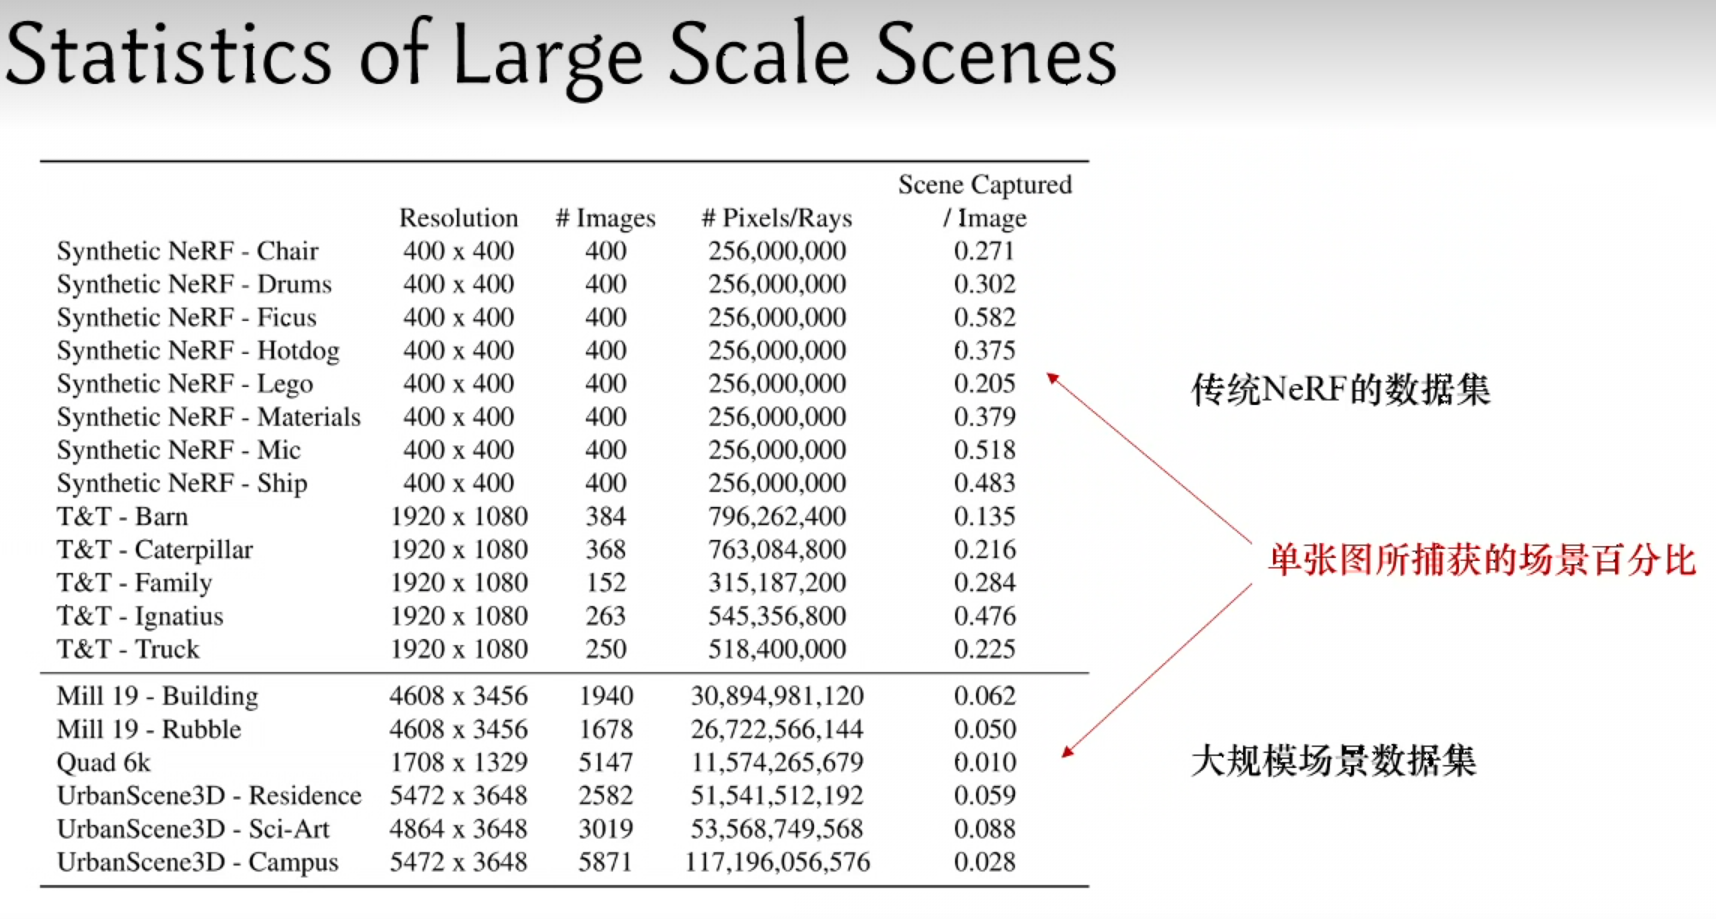 Statistics of Large Scale Scenes
Scene Captured
Resolution # Images # Pixels/Rays / Image
Synthetic NeRF - Chair 400 x 400 400 256,000,000 0.271
Synthetic NeRF - Drums 400 x 400 400 256,000,000 0.302
Synthetic NeRF - Ficus 400 x 400 400 256,000,000 0.582
Synthetic NeRF - Hotdog 400 x 400 400 256,000,000 0.375
Synthetic NeRF - Lego 400 x 400 400 256,000,000 0.205
传统NeRF的数据集
Synthetic NeRF - Materials 400 x 400 400 256,000,000 0.379
Synthetic NeRF - Mic 400 x 400 400 256,000,000 0.518
Synthetic NeRF - Ship 400 x 400 400 256,000,000 0.483
T&T - Barn 1920 x 1080 384 796,262,400 0.135
T&T - Caterpillar 1920 x 1080 368 763,084,800 0.216
单张图所捕获的场景百分比
T&T - Family 1920 x 1080 152 315,187,200 0.284
T&T - Ignatius 1920 x 1080 263 545,356,800 0.476
T&T - Truck 1920 x 1080 250 518,400,000 0.225
Mill 19 - Building 4608 x 3456 1940 30,894,981,120 0.062
Mill 19 - Rubble 4608 x 3456 1678 26,722,566,144 0.050
Quad 6k 1708 x 1329 5147 11,574,265,679 0.010
大规模场景数据集
UrbanScene3D - Residence 5472 x 3648 2582 51,541,512,192 0.059
UrbanScene3D - Sci-Art 4864 x 3648 3019 53,568,749,568 0.088
UrbanScene3D - Campus 5472 x 3648 5871 117,196,056,576 0.028